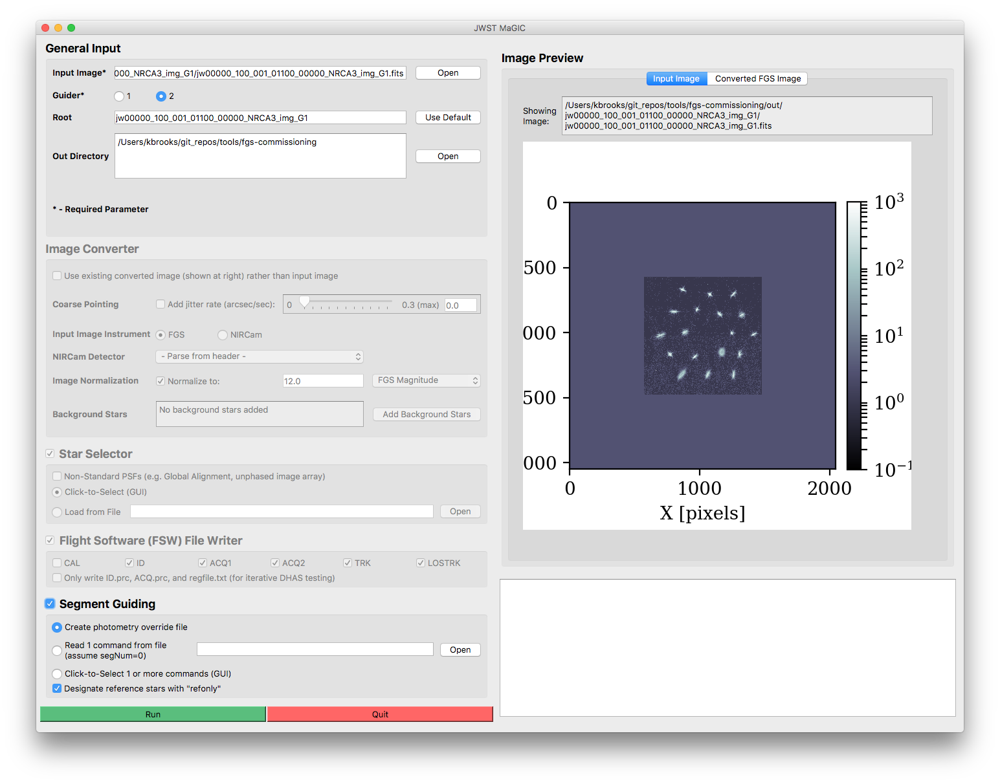 JWST MaGIC
General Input
Input Image* 000_NRCA3_img_G1/jw00000_100_001_01100_00000_NRCA3_img_G1.fits Open
Guider* 1 2
Root jw00000_100_001_01100_00000_NRCA3_img_G1 Use Default
Out Directory /Users/kbrooks/git_repos/tools/fgs-commissioning Open
* - Required Parameter
Image Converter
Use existing converted image (shown at right) rather than input image
Coarse Pointing Add jitter rate (arcsec/sec): 0 0.3 (max) 0.0
Input Image Instrument FGS NIRCam
NIRCam Detector - Parse from header -
Image Normalization Normalize to: 12.0 FGS Magnitude
Background Stars No background stars added Add Background Stars
Star Selector
Non-Standard PSFs (e.g. Global Alignment, unphased image array)
Click-to-Select (GUI)
Load from File Open
Flight Software (FSW) File Writer
CAL ID ACQ1 ACQ2 TRK LOSTRK
Only write ID.prc, ACQ.prc, and regfile.txt (for iterative DHAS testing)
Segment Guiding
Create photometry override file
Read 1 command from file
(assume segNum=0) Open
Click-to-Select 1 or more commands (GUI)
Designate reference stars with "refonly"
Run Quit
Image Preview
Input Image Converted FGS Image
Showing
Image:
/Users/kbrooks/git_repos/tools/fgs-commissioning/out/
jw00000_100_001_01100_00000_NRCA3_img_G1/
jw00000_100_001_01100_00000_NRCA3_img_G1.fits
0
500
000
500
000
0 1000 2000
X [pixels]
10³
10²
10¹
10⁰
10⁻¹